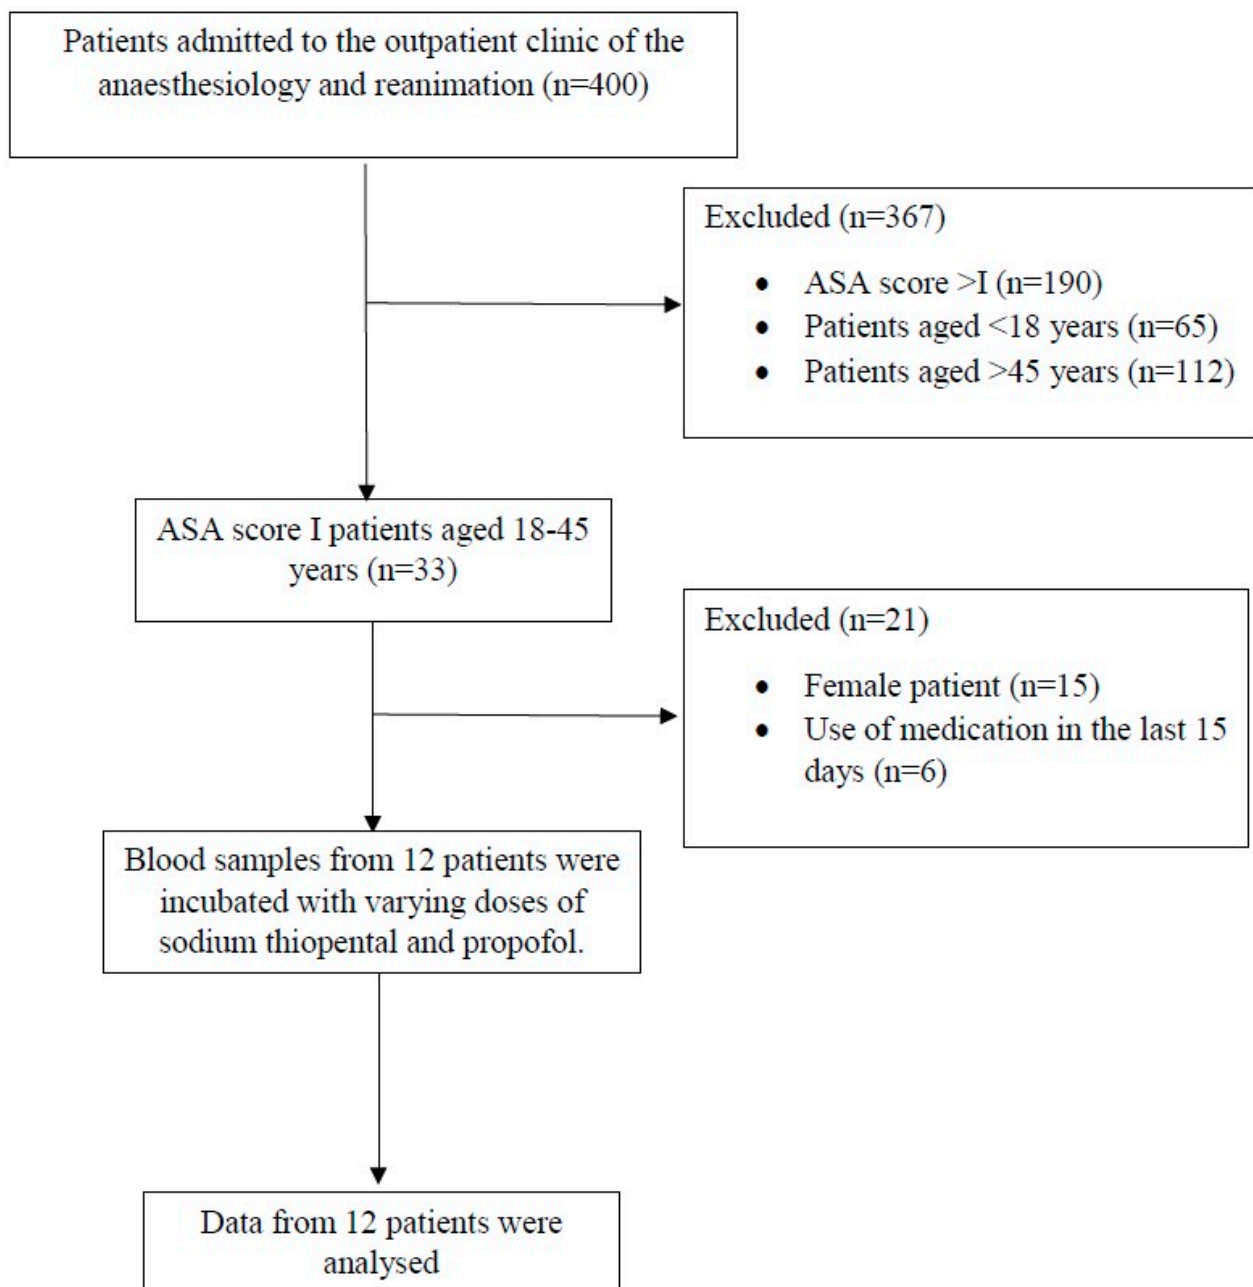 Patients admitted to the outpatient clinic of the
anaesthesiology and reanimation (n=400)
Excluded (n=367)
• ASA score >I (n=190)
• Patients aged <18 years (n=65)
• Patients aged >45 years (n=112)
ASA score I patients aged 18-45
years (n=33)
Excluded (n=21)
• Female patient (n=15)
• Use of medication in the last 15
days (n=6)
Blood samples from 12 patients were
incubated with varying doses of
sodium thiopental and propofol.
Data from 12 patients were
analysed